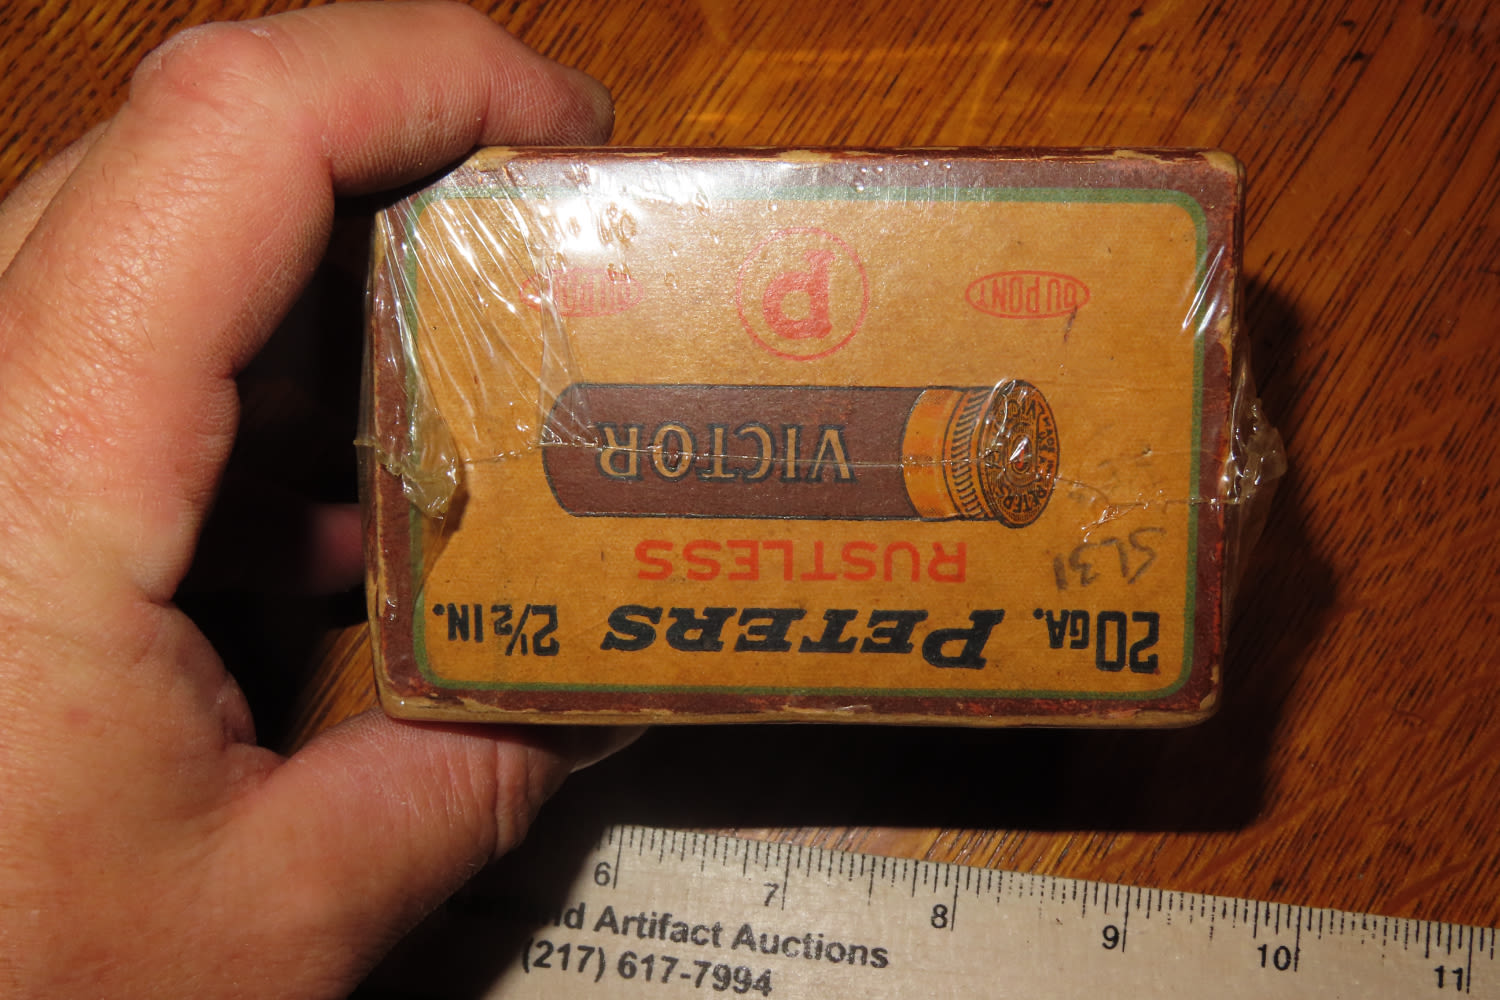 20 GA. PETERS 2½ IN.
RUSTLESS
SL31
VICTOR
DU PONT P DU PONT
6 7 8 9 10 11
nd Artifact Auctions
(217) 617-7994